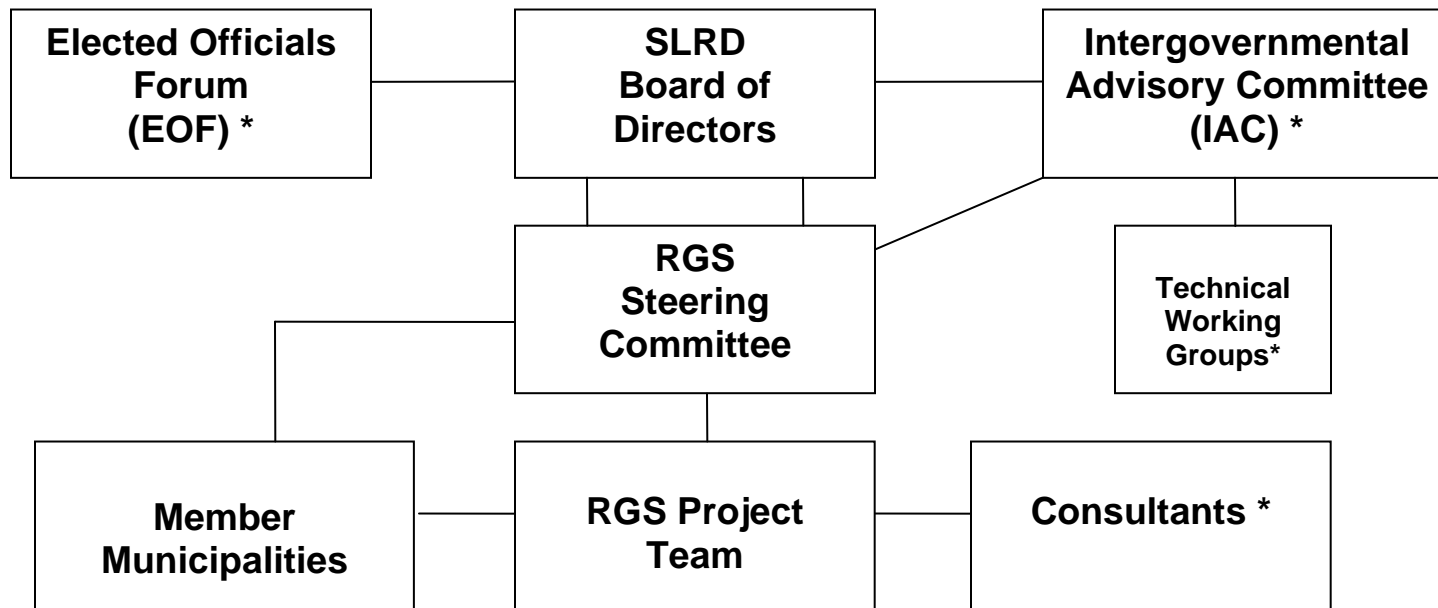 Elected Officials
Forum
(EOF) *
SLRD
Board of
Directors
Intergovernmental
Advisory Committee
(IAC) *
RGS
Steering
Committee
Technical
Working
Groups*
Member
Municipalities
RGS Project
Team
Consultants *